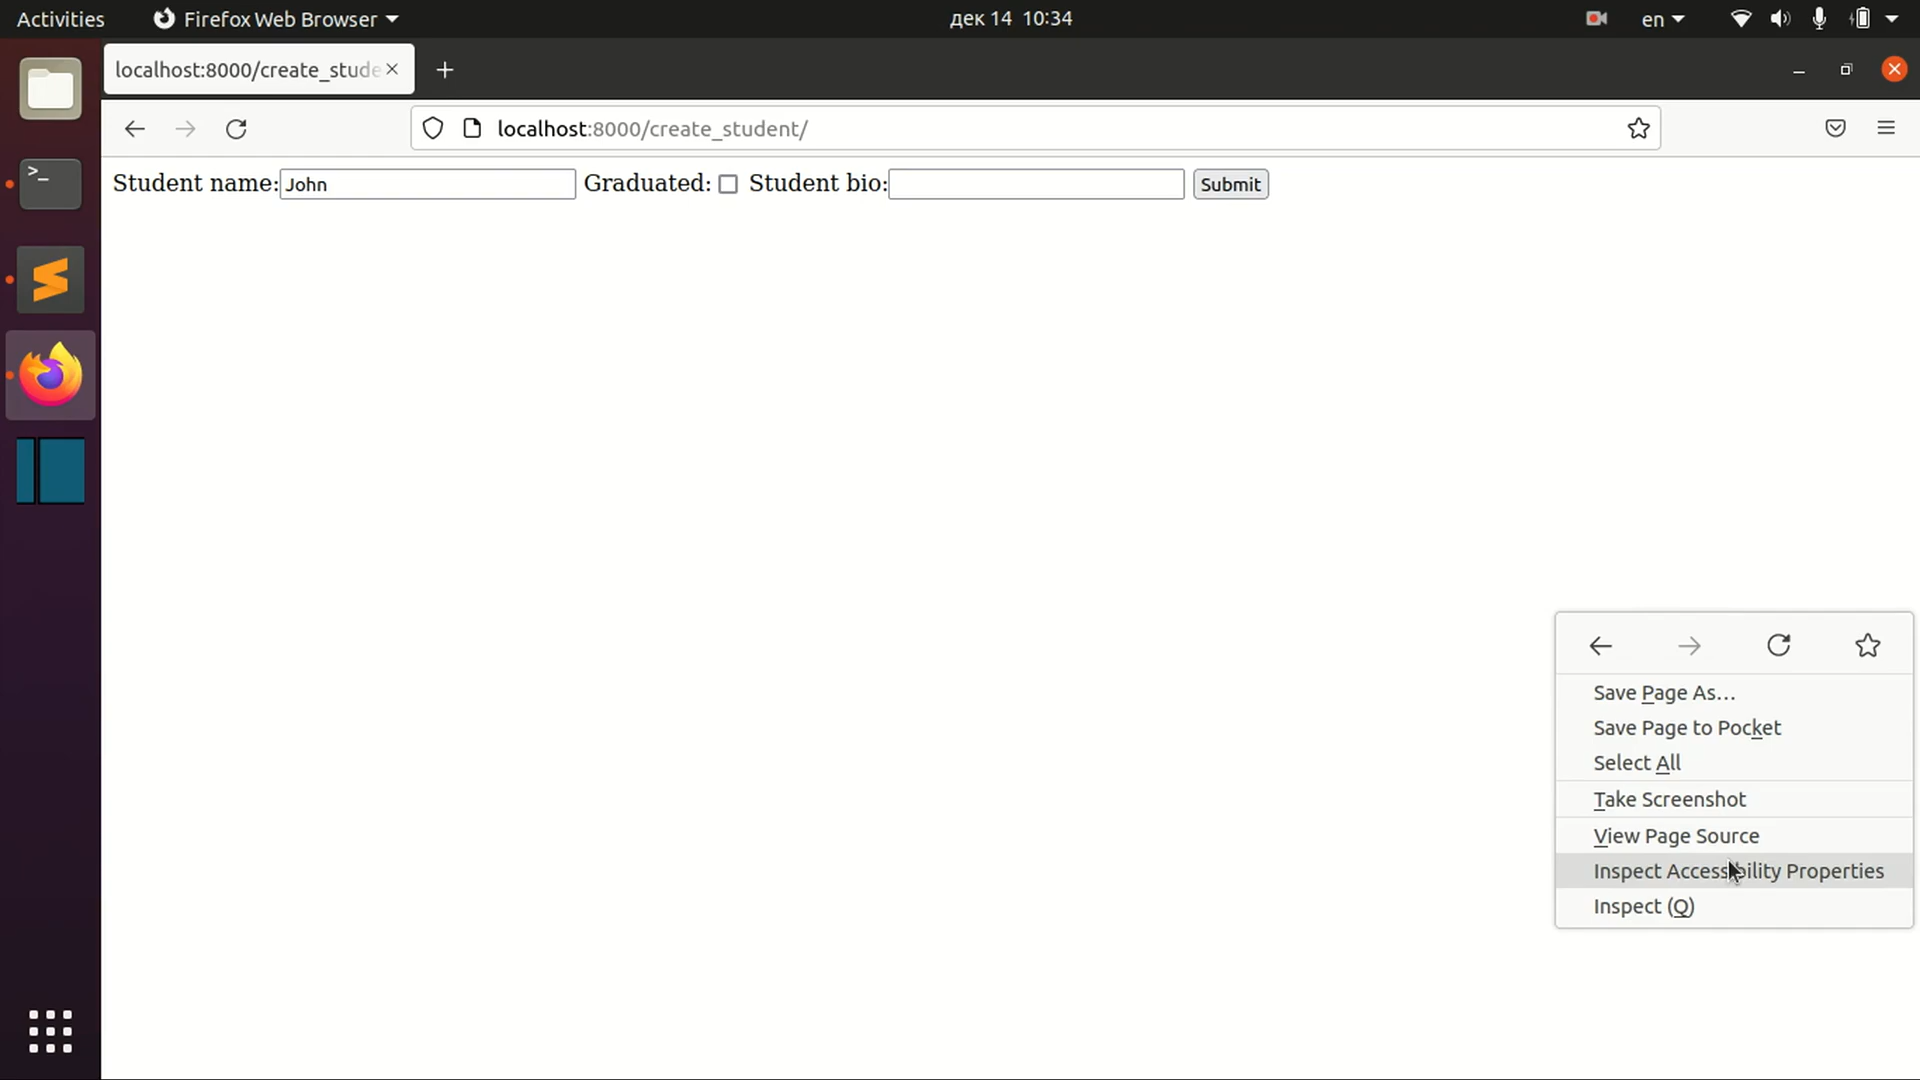 Activities Firefox Web Browser дек 14 10:34 en
localhost:8000/create_stude
localhost:8000/create_student/
Student name: John Graduated: Student bio: Submit
Save Page As…
Save Page to Pocket
Select All
Take Screenshot
View Page Source
Inspect Accessibility Properties
Inspect (Q)